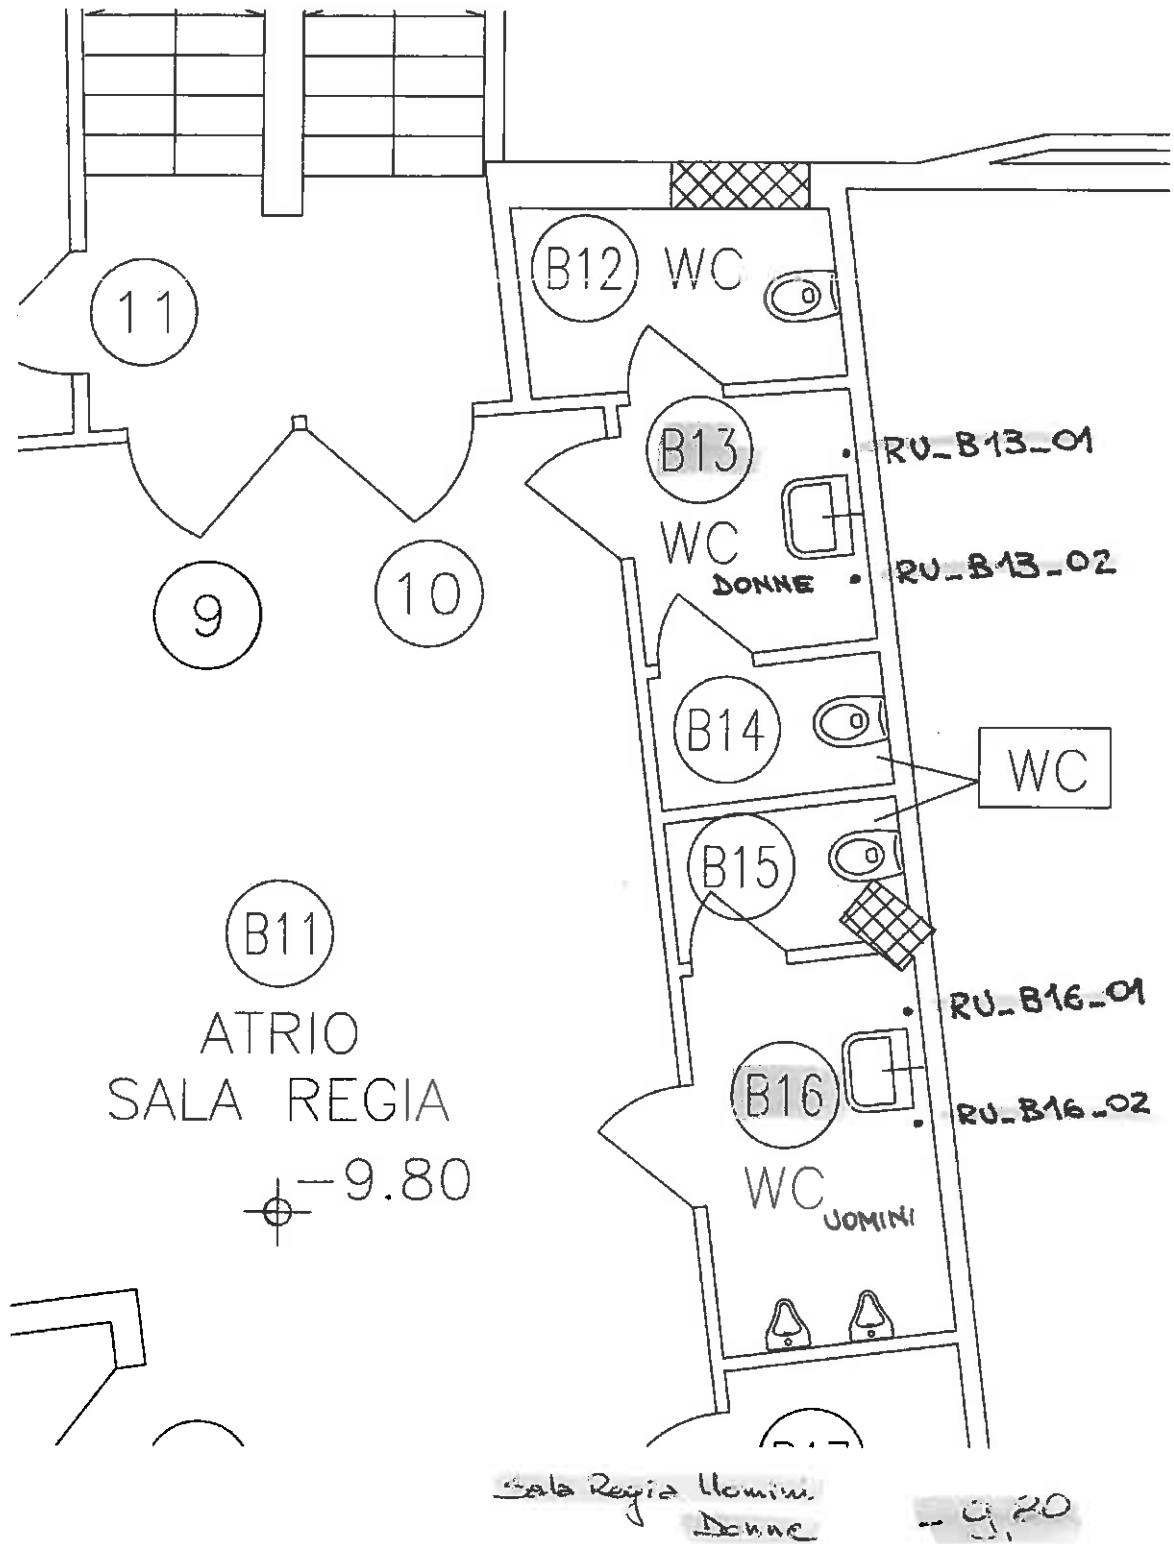 B12 WC
11
B13
RU_B13_01
WC
DONNE
RU_B13_02
9
10
B14
WC
B15
B11
ATRIO
SALA REGIA
-9.80
RU_B16_01
B16
RU_B16_02
WC
UOMINI
Sala Regia Uomini
Donne
- 9,20